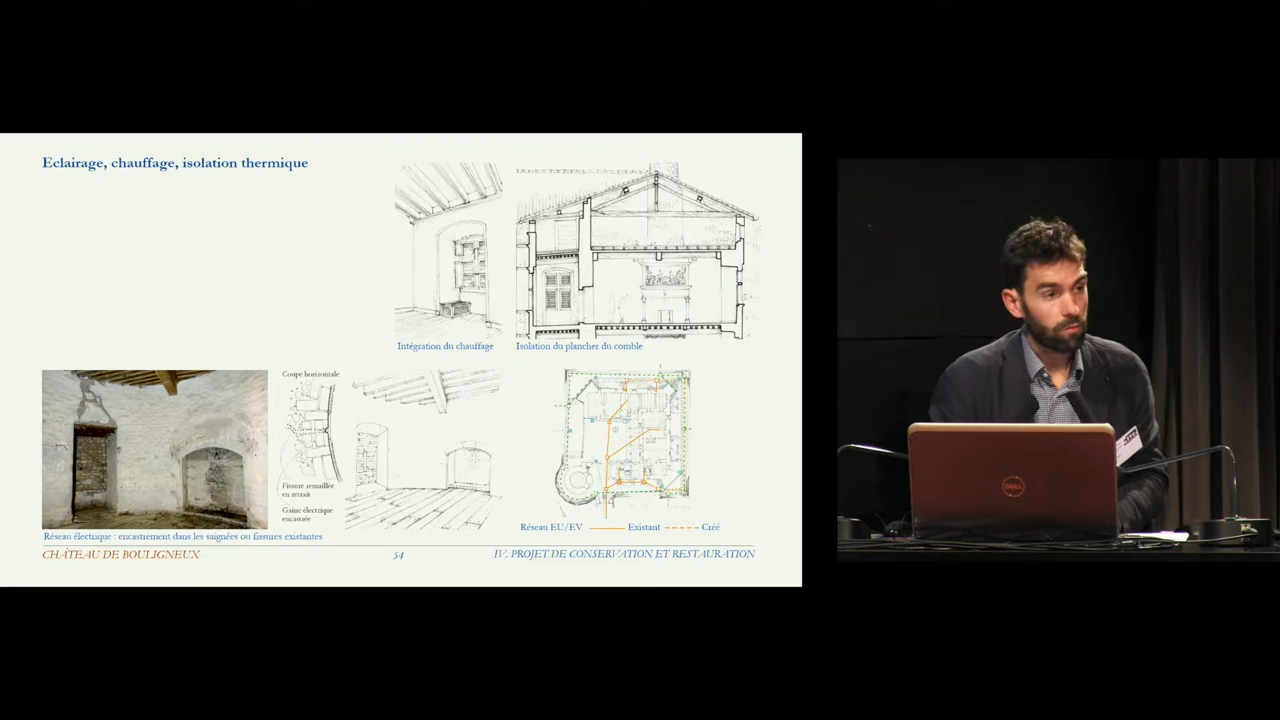 Eclairage, chauffage, isolation thermique
Intégration du chauffage
Isolation du plancher du comble
Coupe horizontale
Fissure remaillée
en retrait
Gaine électrique
encastrée
Réseau électrique : encastrement dans les saignées ou fissures existantes
Réseau EU/EV
Existant
Créé
CHÂTEAU DE BOULIGNEUX
54
IV. PROJET DE CONSERVATION ET RESTAURATION
DELL